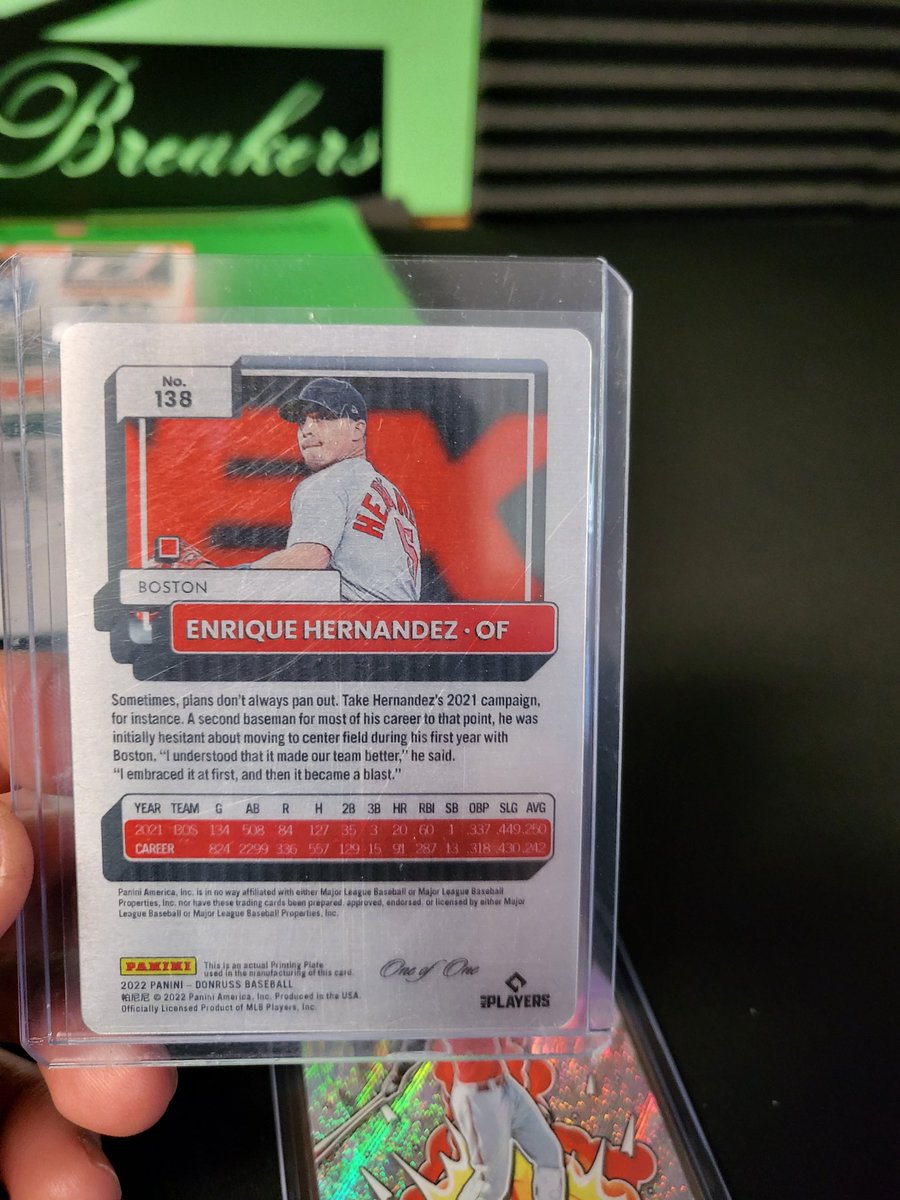 Breakers
No.
138
HERNA
BOSTON
ENRIQUE HERNANDEZ · OF
Sometimes, plans don't always pan out. Take Hernandez's 2021 campaign,
for instance. A second baseman for most of his career to that point, he was
initially hesitant about moving to center field during his first year with
Boston. "I understood that it made our team better," he said.
"I embraced it at first, and then it became a blast."
YEAR TEAM G AB R H 2B 3B HR RBI SB OBP SLG AVG
2021 BOS 134 508 84 127 35 3 20 60 1 .337 .449 .250
CAREER 824 2299 336 557 129 15 91 287 13 .318 .430 .242
Panini America, Inc. is in no way affiliated with either Major League Baseball or Major League Baseball
Properties, Inc. nor have these trading cards been prepared, approved, endorsed, or licensed by either Major
League Baseball or Major League Baseball Properties, Inc.
PANINI
This is an actual Printing Plate
used in the manufacturing of this card.
One of One
2022 PANINI – DONRUSS BASEBALL
帕尼尼 © 2022 Panini America, Inc. Produced in the USA.
Officially Licensed Product of MLB Players, Inc.
PLAYERS